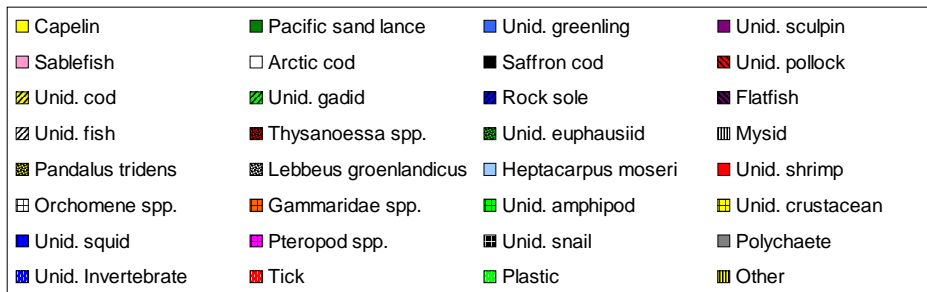 Capelin Pacific sand lance Unid. greenling Unid. sculpin
Sablefish Arctic cod Saffron cod Unid. pollock
Unid. cod Unid. gadid Rock sole Flatfish
Unid. fish Thysanoessa spp. Unid. euphausiid Mysid
Pandalus tridens Lebbeus groenlandicus Heptacarpus moseri Unid. shrimp
Orchomene spp. Gammaridae spp. Unid. amphipod Unid. crustacean
Unid. squid Pteropod spp. Unid. snail Polychaete
Unid. Invertebrate Tick Plastic Other